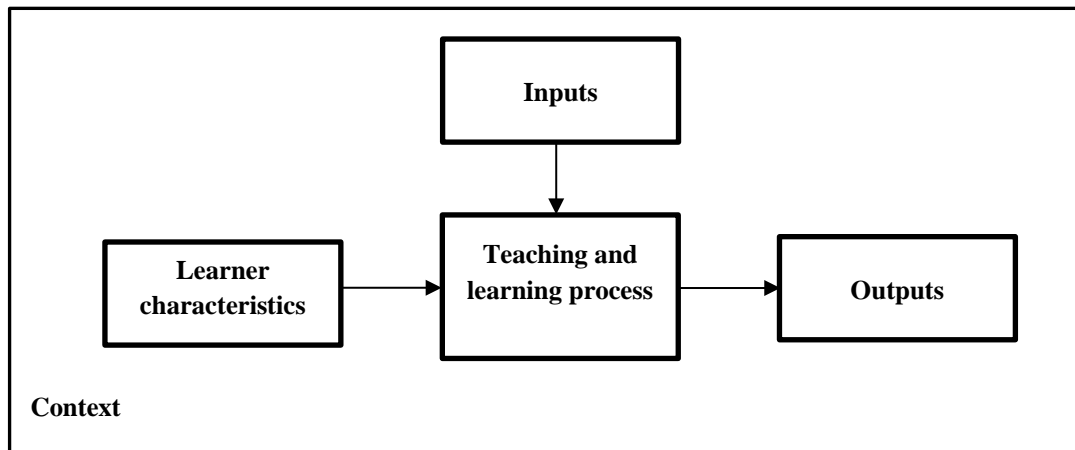 Inputs
Teaching and
learning process
Learner
characteristics
Outputs
Context